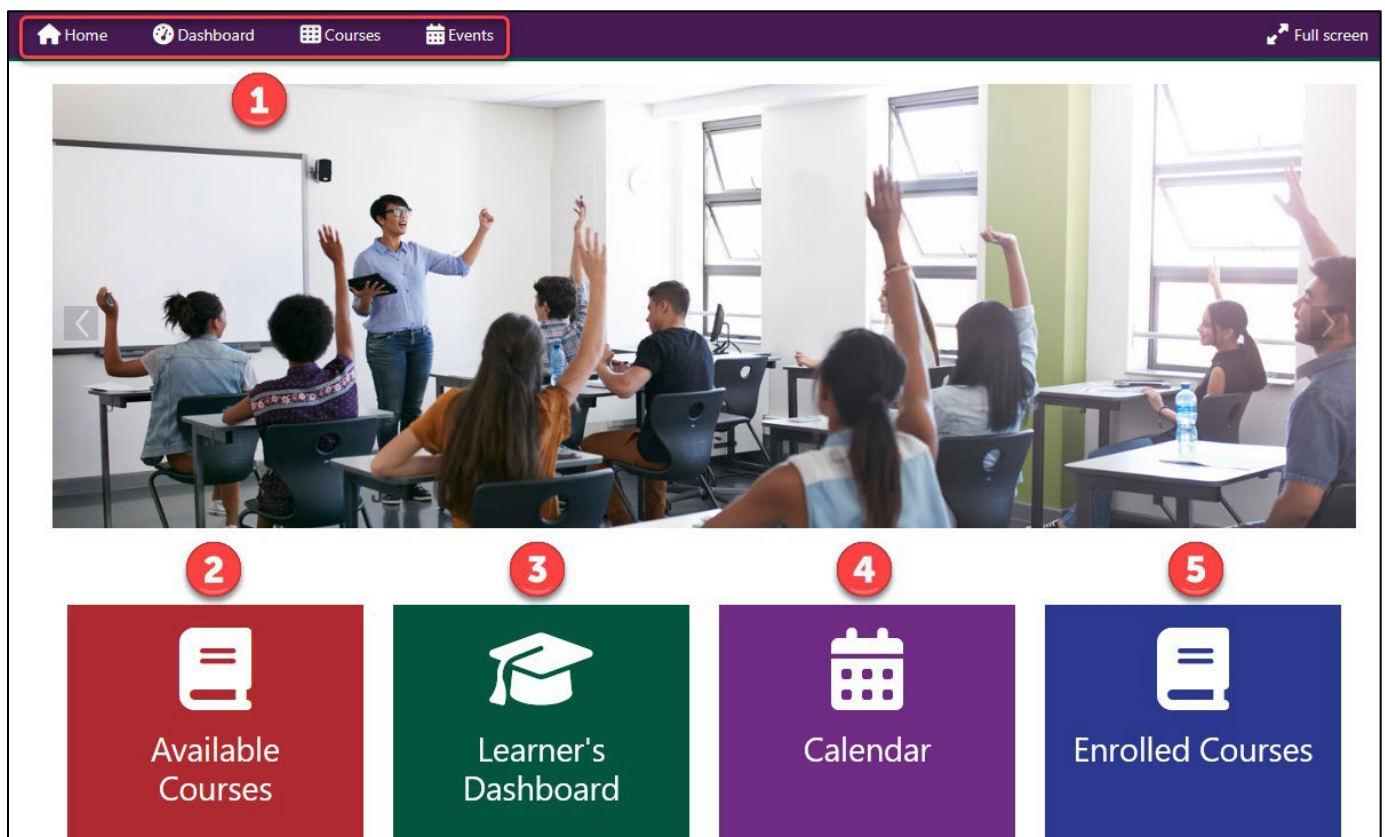 Home Dashboard Courses Events Full screen
1
2 3 4 5
Available
Courses
Learner's
Dashboard
Calendar
Enrolled Courses